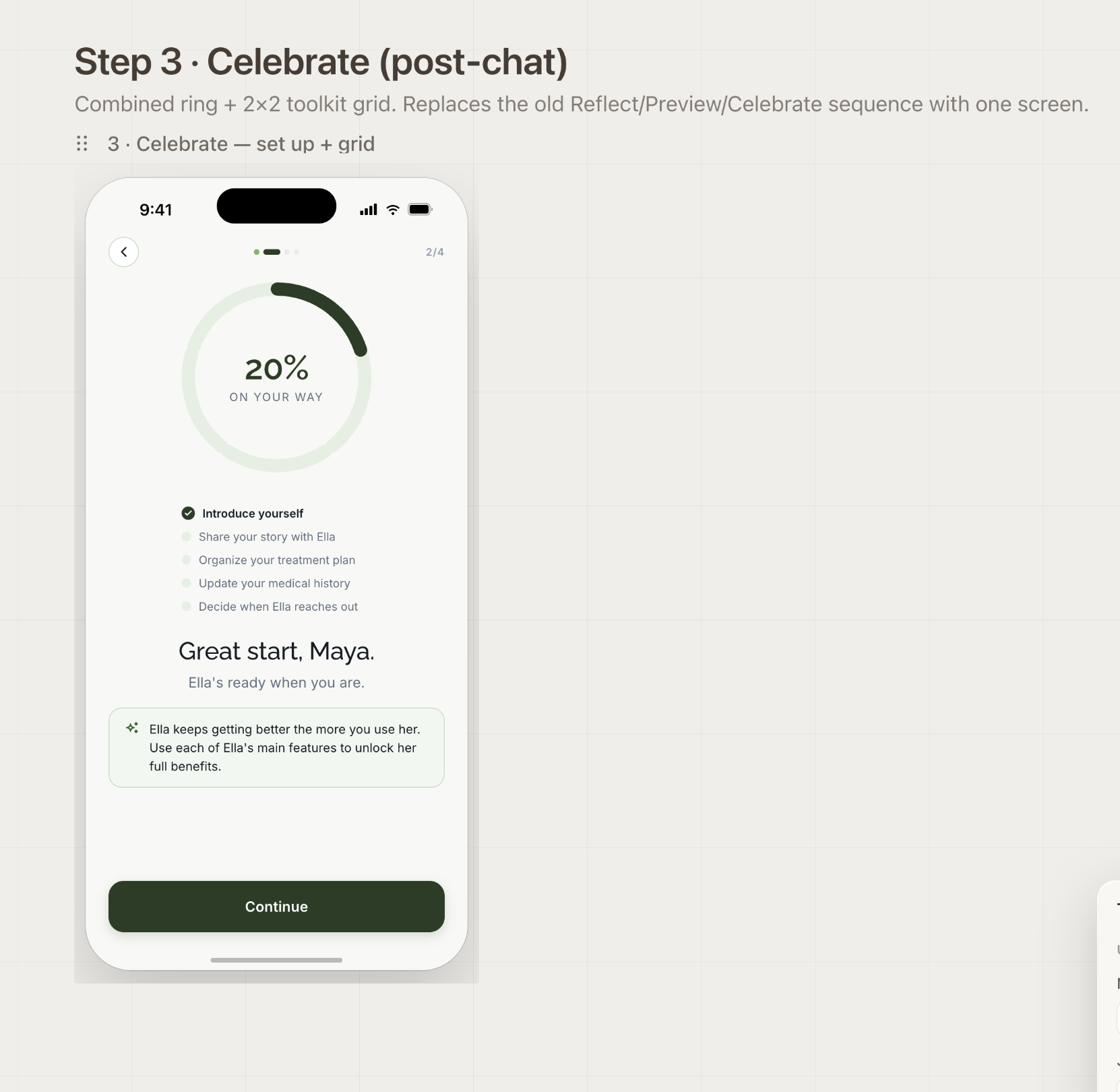 Step 3 · Celebrate (post-chat)
Combined ring + 2×2 toolkit grid. Replaces the old Reflect/Preview/Celebrate sequence with one screen.
3 · Celebrate — set up + grid
9:41
2/4
20%
ON YOUR WAY
Introduce yourself
Share your story with Ella
Organize your treatment plan
Update your medical history
Decide when Ella reaches out
Great start, Maya.
Ella's ready when you are.
Ella keeps getting better the more you use her.
Use each of Ella's main features to unlock her
full benefits.
Continue